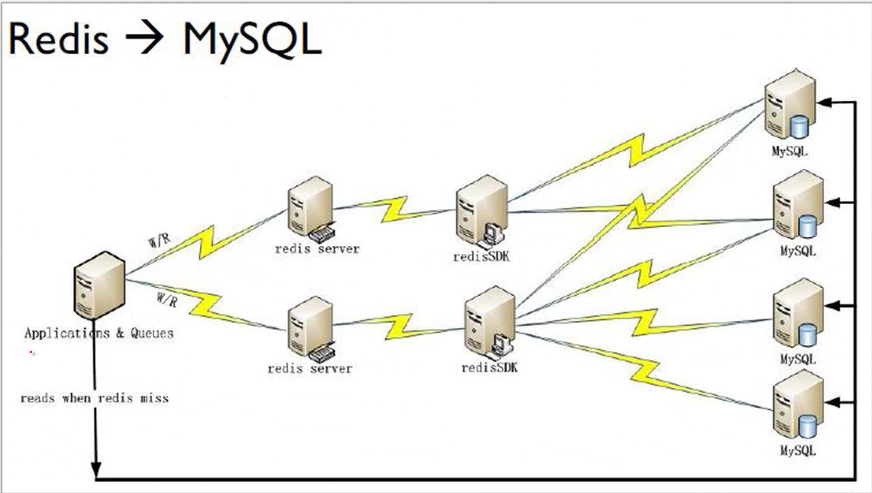 Redis → MySQL
MySQL
W/R
redis server
redisSDK
MySQL
W/R
Applications & Queues
redis server
redisSDK
MySQL
reads when redis miss
MySQL